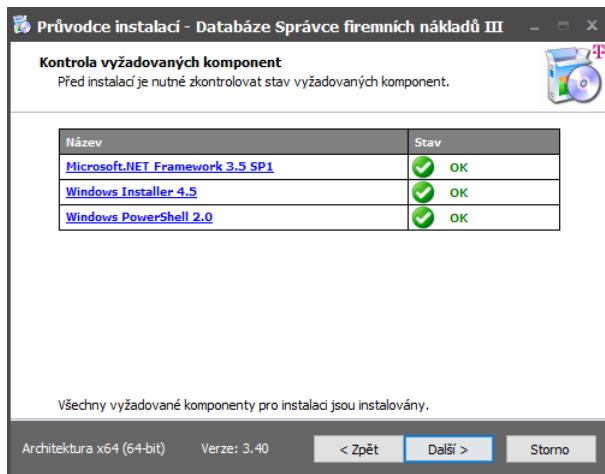 Průvodce instalací - Databáze Správce firemních nákladů III
Kontrola vyžadovaných komponent
Před instalací je nutné zkontrolovat stav vyžadovaných komponent.
T
Název Stav
Microsoft.NET Framework 3.5 SP1 OK
Windows Installer 4.5 OK
Windows PowerShell 2.0 OK
Všechny vyžadované komponenty pro instalaci jsou instalovány.
Architektura x64 (64-bit) Verze: 3.40 < Zpět Další > Storno